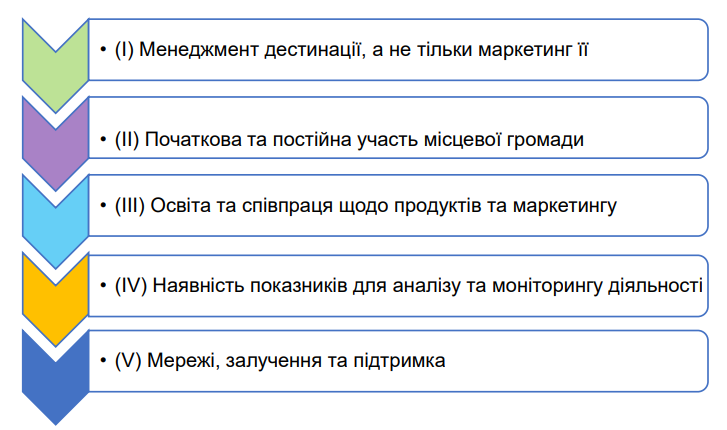 • (I) Менеджмент дестинації, а не тільки маркетинг її
• (II) Початкова та постійна участь місцевої громади
• (III) Освіта та співпраця щодо продуктів та маркетингу
• (IV) Наявність показників для аналізу та моніторингу діяльності
• (V) Мережі, залучення та підтримка